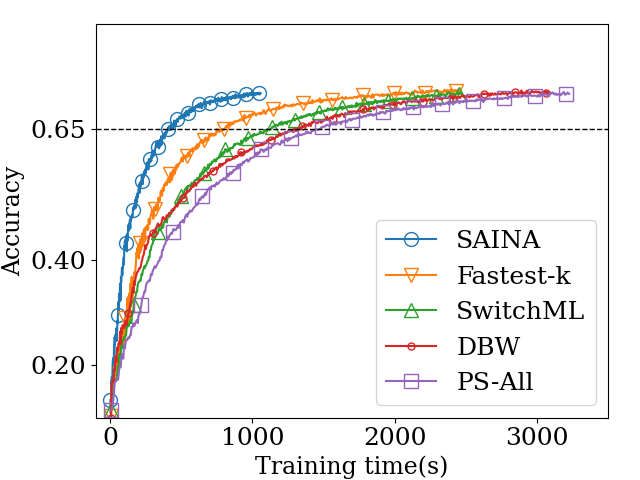 Accuracy
0.65
0.40
0.20
SAINA
Fastest-k
SwitchML
DBW
PS-All
0
1000
2000
3000
Training time(s)